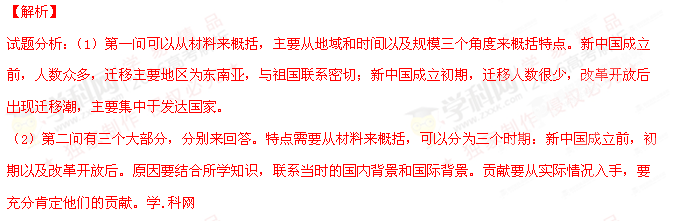 【解析】
试题分析：（1）第一问可以从材料来概括，主要从地域和时间以及规模三个角度来概括特点。新中国成立
前，人数众多，迁移主要地区为东南亚，与祖国联系密切；新中国成立初期，迁移人数很少，改革开放后
出现迁移潮，主要集中于发达国家。
（2）第二问有三个大部分，分别来回答。特点需要从材料来概括，可以分为三个时期：新中国成立前，初
期以及改革开放后。原因要结合所学知识，联系当时的国内背景和国际背景。贡献要从实际情况入手，要
充分肯定他们的贡献。学.科网